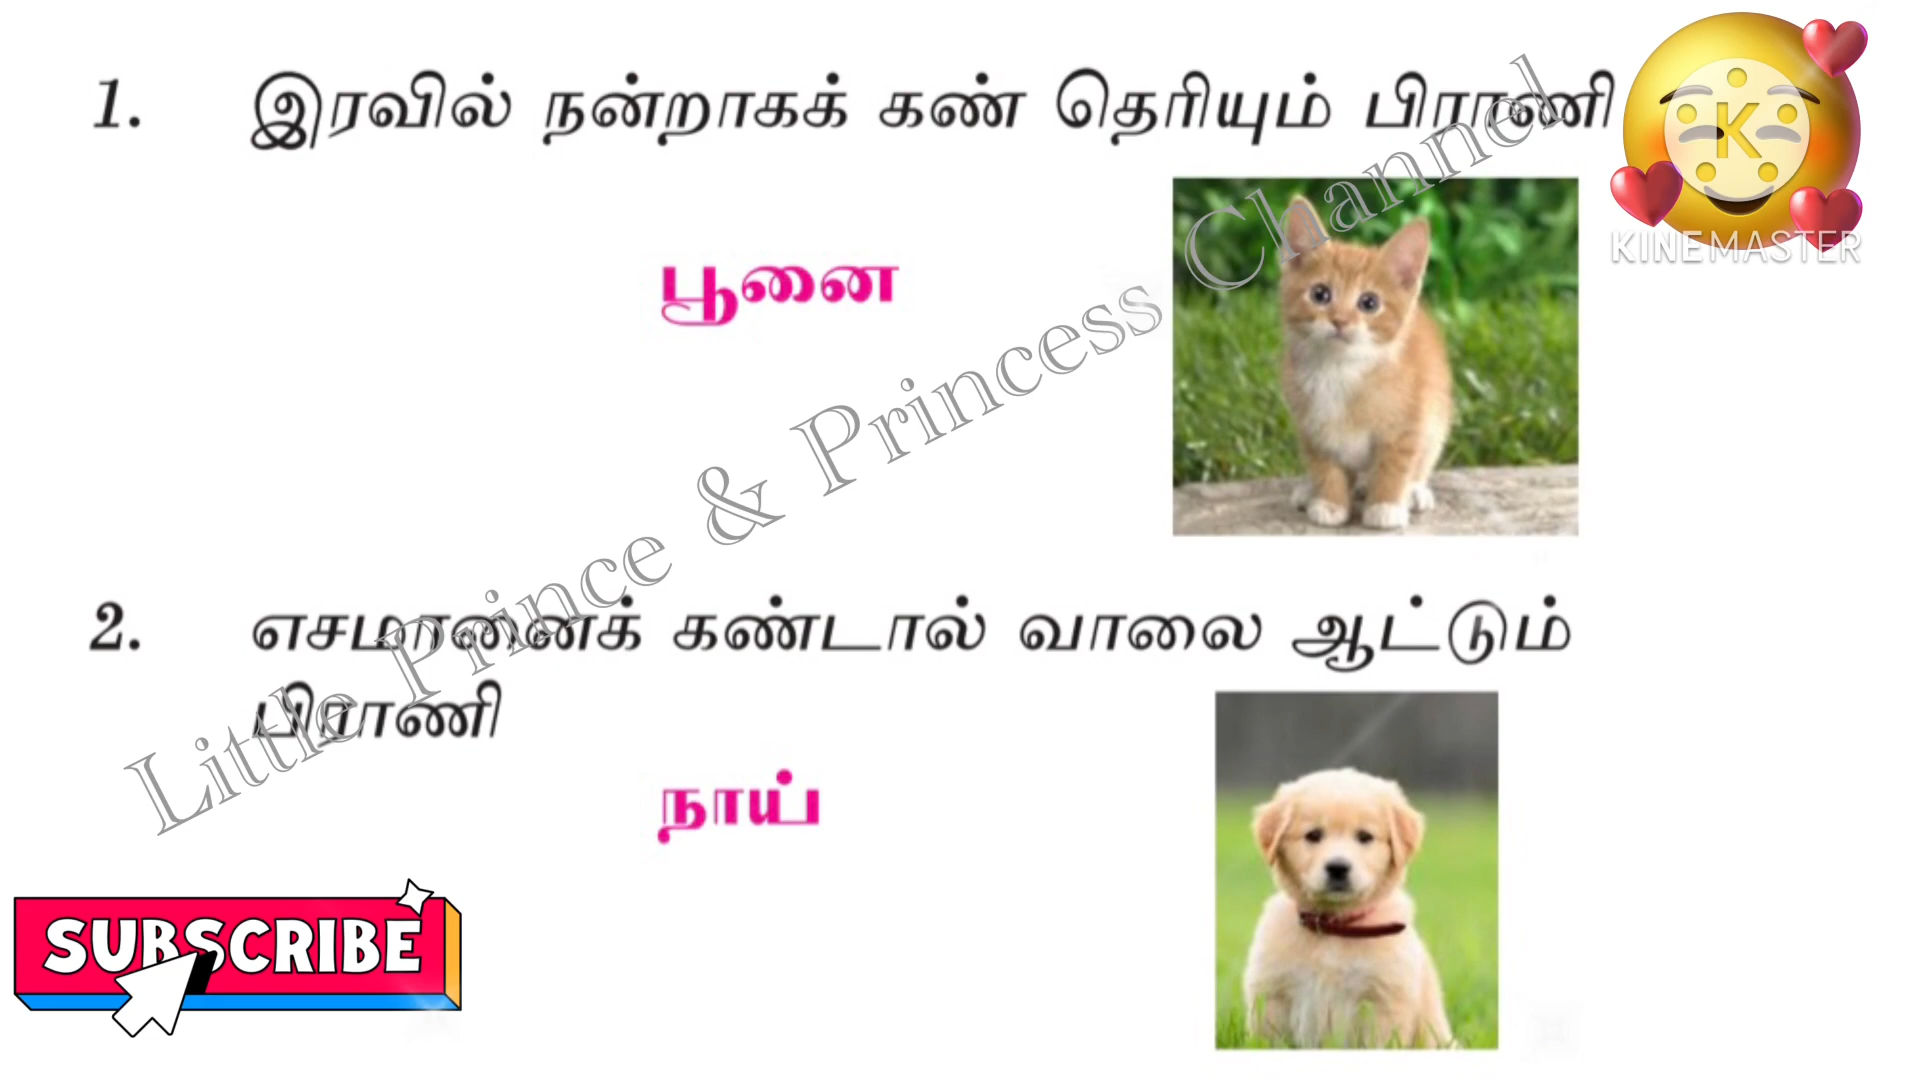 1. இரவில் நன்றாகக் கண் தெரியும் பிராணி
K
KINEMASTER
பூனை
Little Prince & Princess Channel
2. எசமானைக் கண்டால் வாலை ஆட்டும்
பிராணி
நாய்
SUBSCRIBE